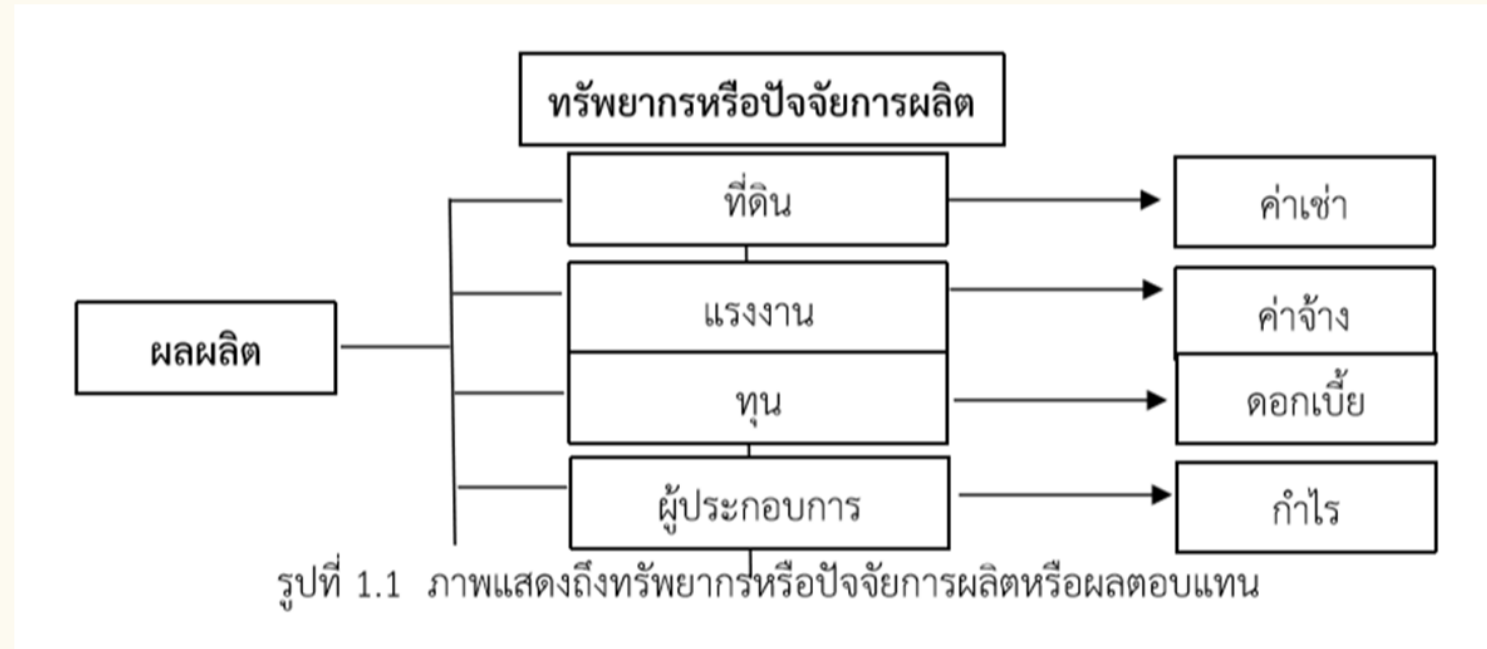 ทรัพยากรหรือปัจจัยการผลิต
ที่ดิน
ค่าเช่า
แรงงาน
ค่าจ้าง
ผลผลิต
ทุน
ดอกเบี้ย
ผู้ประกอบการ
กำไร
รูปที่ 1.1 ภาพแสดงถึงทรัพยากรหรือปัจจัยการผลิตหรือผลตอบแทน